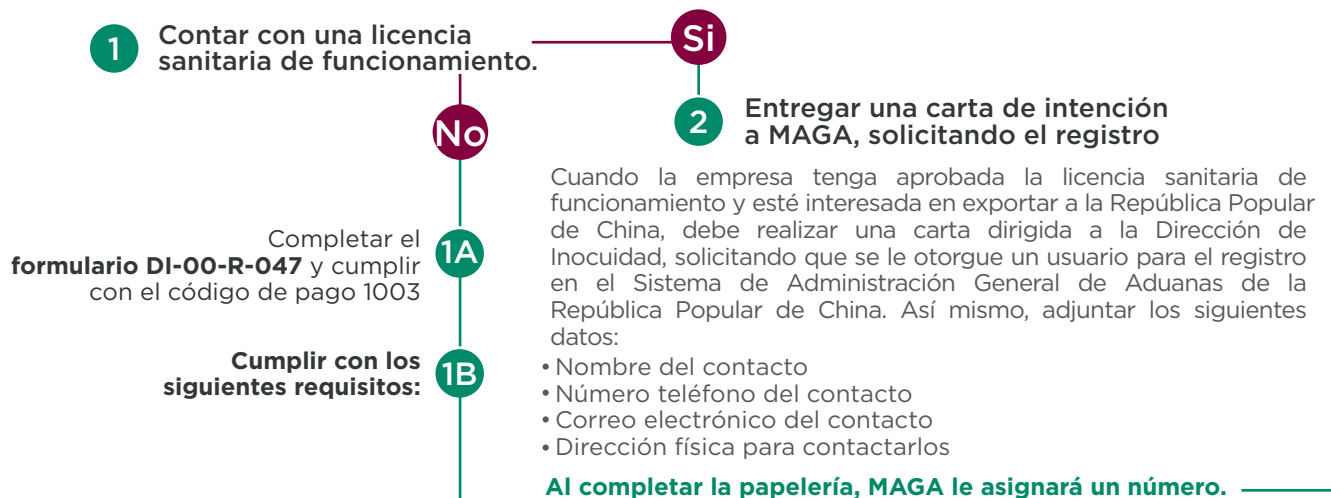 1
Contar con una licencia
sanitaria de funcionamiento.
Si
No
2
Entregar una carta de intención
a MAGA, solicitando el registro
Cuando la empresa tenga aprobada la licencia sanitaria de
funcionamiento y esté interesada en exportar a la República Popular
de China, debe realizar una carta dirigida a la Dirección de
Inocuidad, solicitando que se le otorgue un usuario para el registro
en el Sistema de Administración General de Aduanas de la
República Popular de China. Así mismo, adjuntar los siguientes
datos:
• Nombre del contacto
• Número teléfono del contacto
• Correo electrónico del contacto
• Dirección física para contactarlos
Al completar la papelería, MAGA le asignará un número.
1A
Completar el
formulario DI-00-R-047 y cumplir
con el código de pago 1003
1B
Cumplir con los
siguientes requisitos: